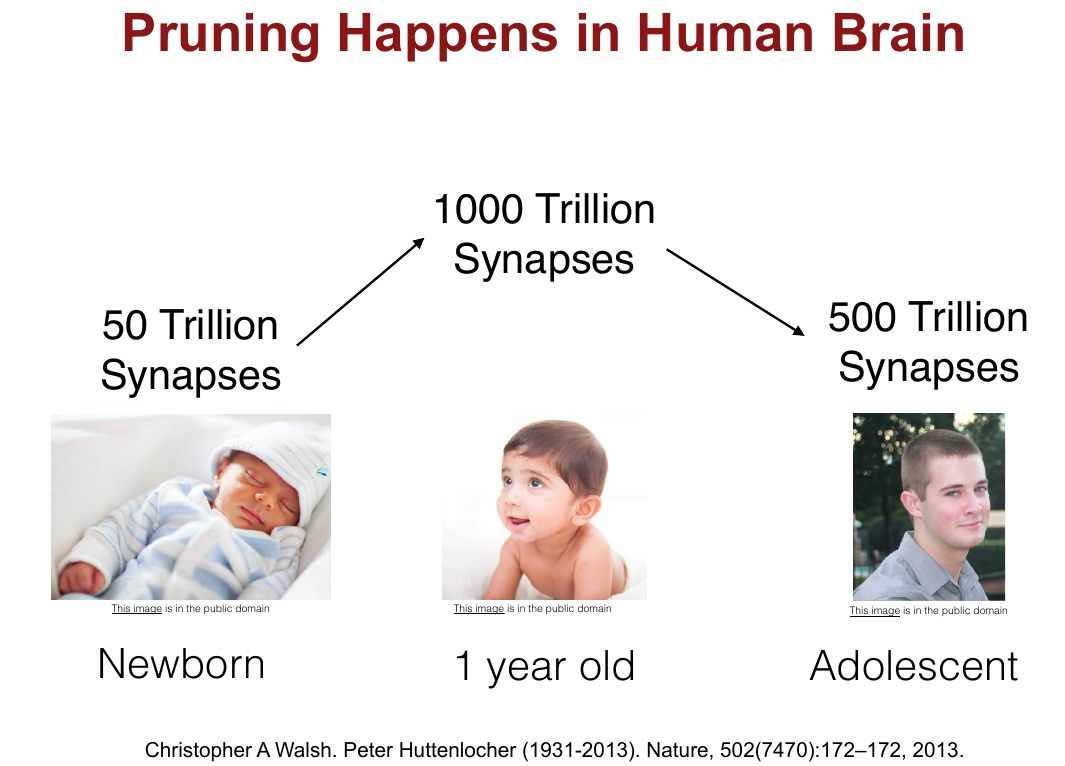 Pruning Happens in Human Brain
1000 Trillion
Synapses
50 Trillion
Synapses
500 Trillion
Synapses
This image is in the public domain
This image is in the public domain
This image is in the public domain
Newborn
1 year old
Adolescent
Christopher A Walsh. Peter Huttenlocher (1931-2013). Nature, 502(7470):172–172, 2013.